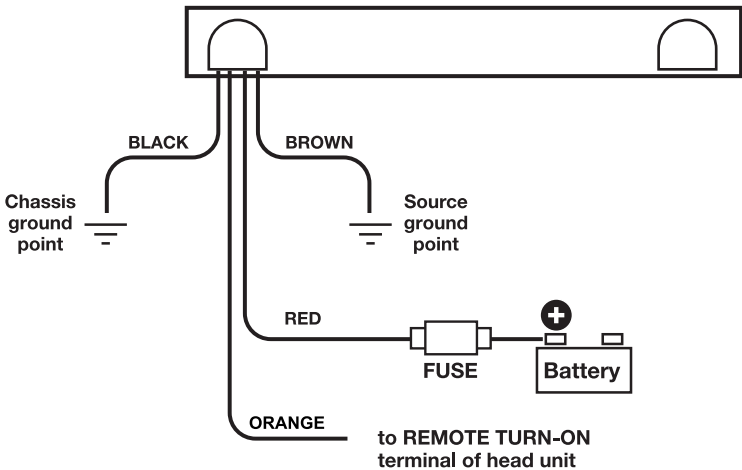 BLACK
BROWN
Chassis
ground
point
Source
ground
point
RED
FUSE
Battery
ORANGE
to REMOTE TURN-ON
terminal of head unit